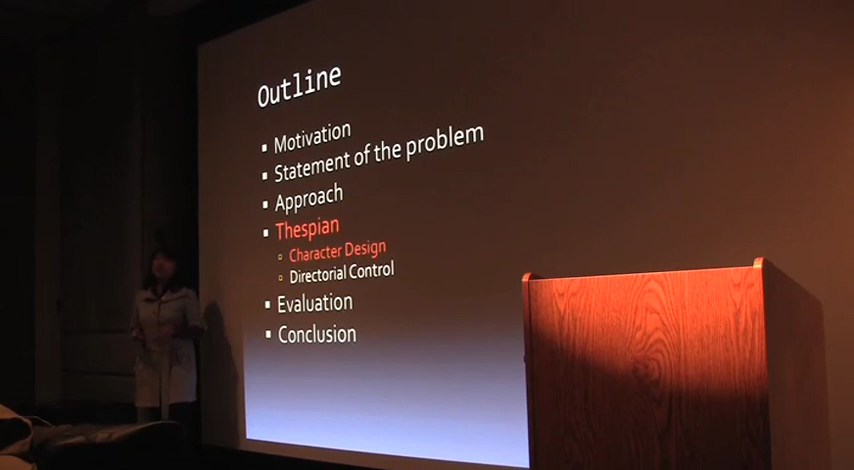 Outline
Motivation
Statement of the problem
Approach
Thespian
Character Design
Directorial Control
Evaluation
Conclusion